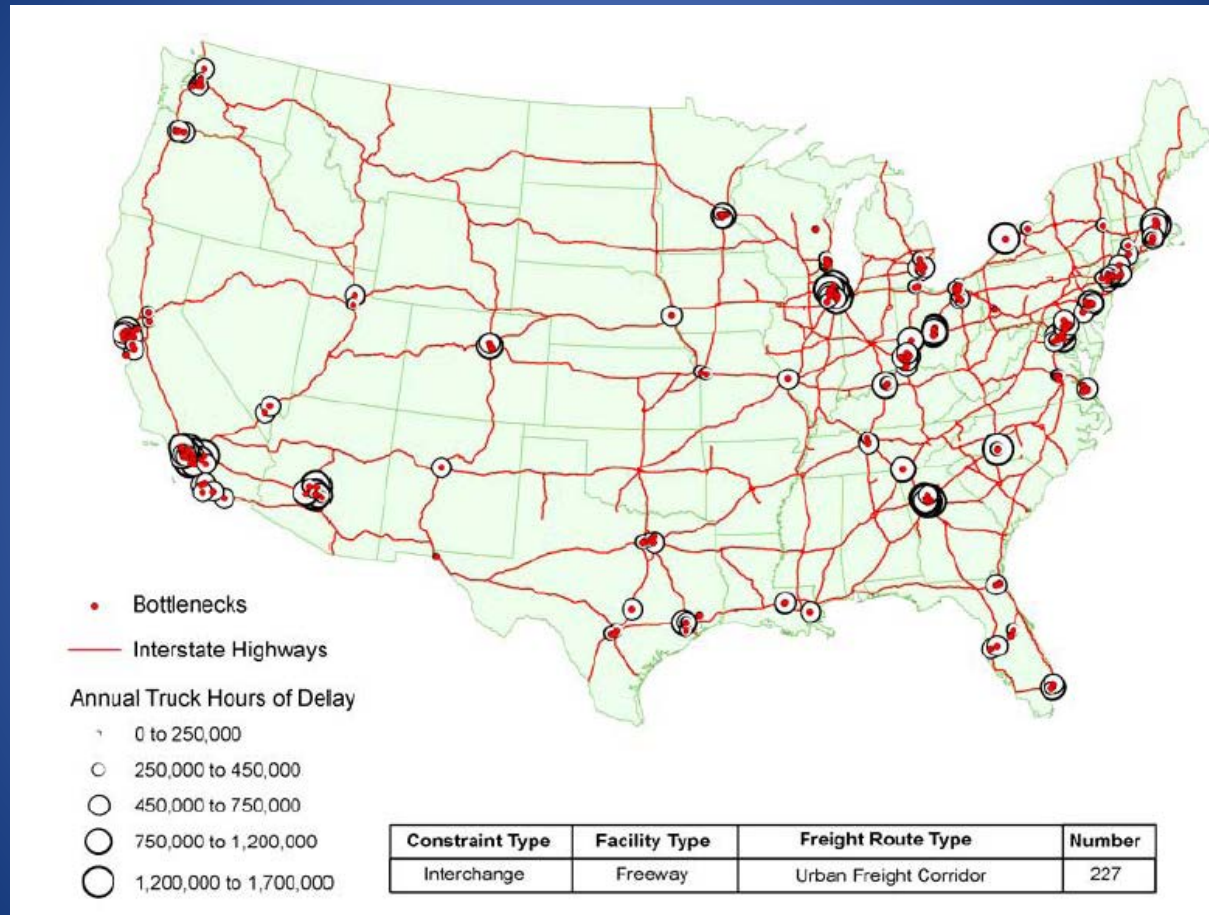 Bottlenecks
Interstate Highways
Annual Truck Hours of Delay
0 to 250,000
250,000 to 450,000
450,000 to 750,000
750,000 to 1,200,000
1,200,000 to 1,700,000
Constraint Type Facility Type Freight Route Type Number
Interchange Freeway Urban Freight Corridor 227